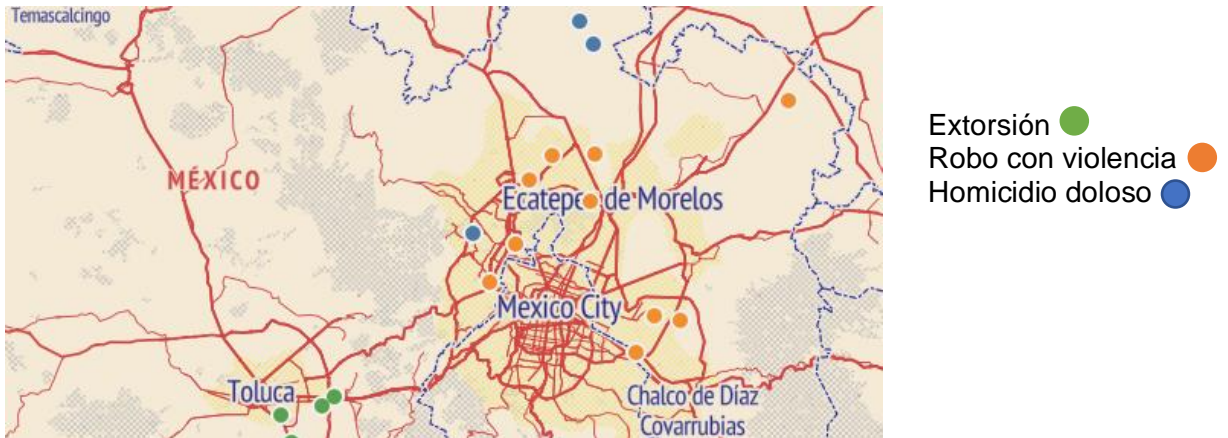 Temascalcingo
MÉXICO
Ecatepec de Morelos
Mexico City
Toluca
Chalco de Díaz
Covarrubias
Extorsión
Robo con violencia
Homicidio doloso